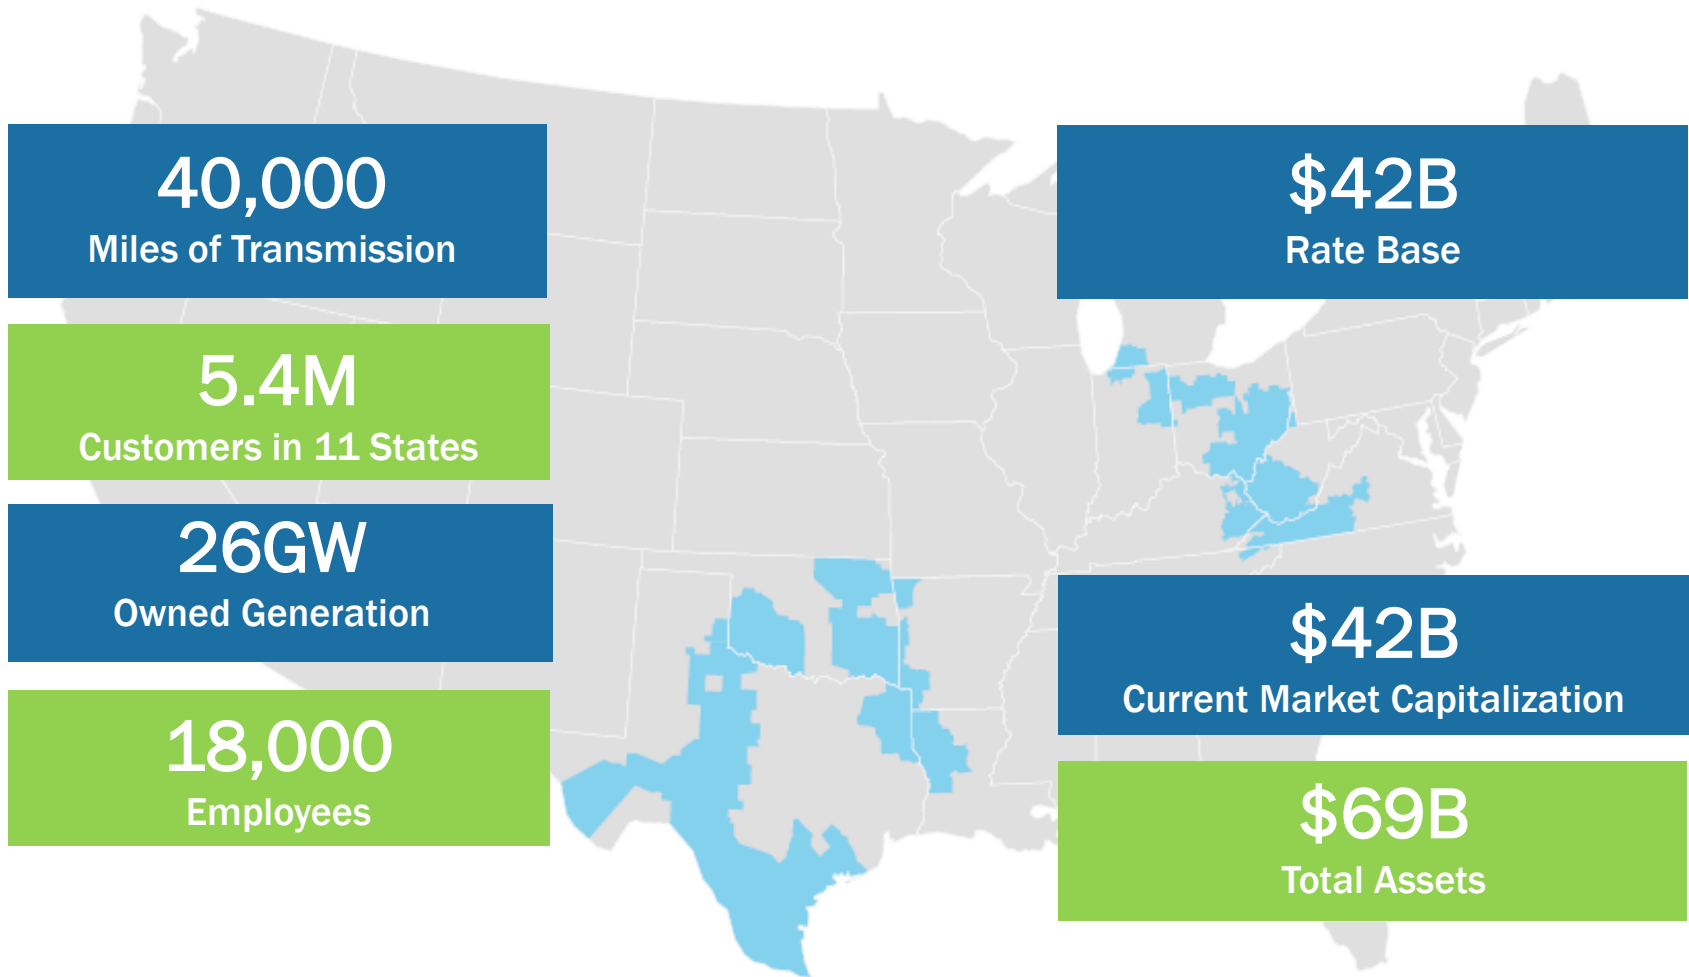 40,000
Miles of Transmission
5.4M
Customers in 11 States
26GW
Owned Generation
18,000
Employees
$42B
Rate Base
$42B
Current Market Capitalization
$69B
Total Assets